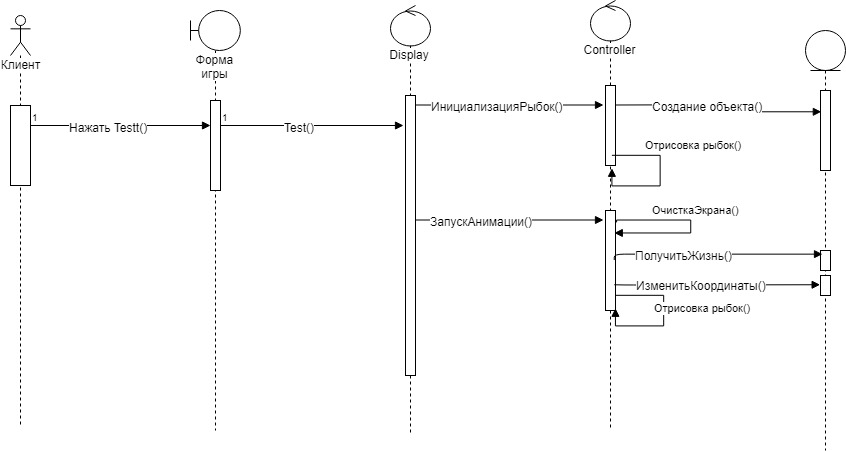 Клиент
Форма
игры
Display
Controller
1
Нажать Testt()
1
Test()
ИнициализацияРыбок()
Создание объекта()
Отрисовка рыбок()
ЗапускАнимации()
ОчисткаЭкрана()
ПолучитьЖизнь()
ИзменитьКоординаты()
Отрисовка рыбок()